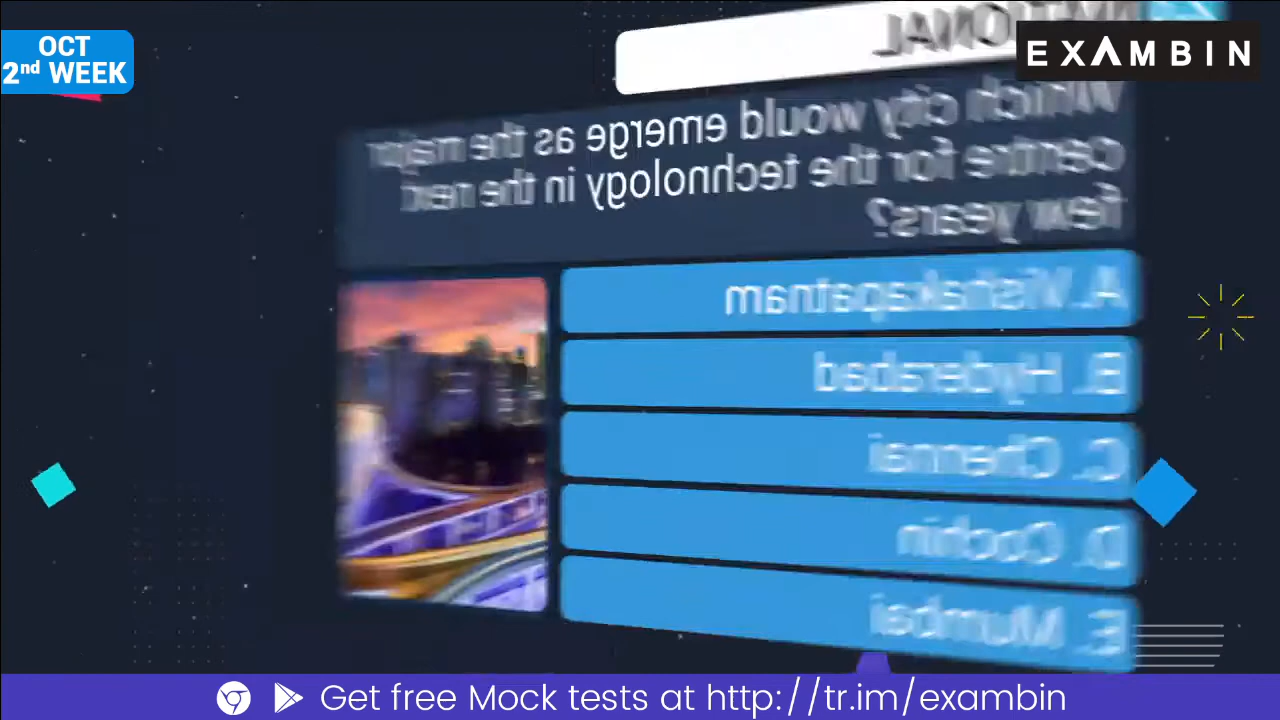 OCT
2nd WEEK
EXAMBIN
Which city would emerge as the major
centre for the technology in the next
few years?
A. Vishakapatnam
B. Hyderabad
C. Chennai
D. Cochin
E. Mumbai
Get free Mock tests at http://tr.im/exambin